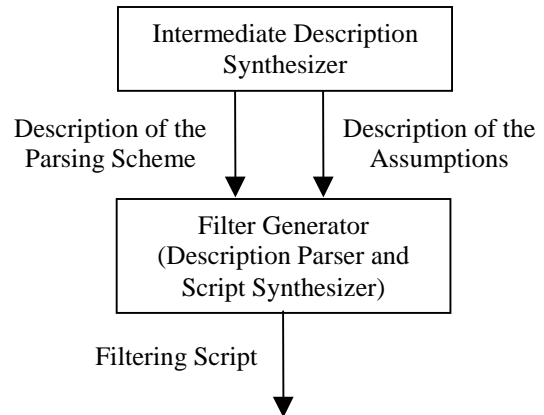 Intermediate Description
Synthesizer
Description of the
Parsing Scheme
Description of the
Assumptions
Filter Generator
(Description Parser and
Script Synthesizer)
Filtering Script